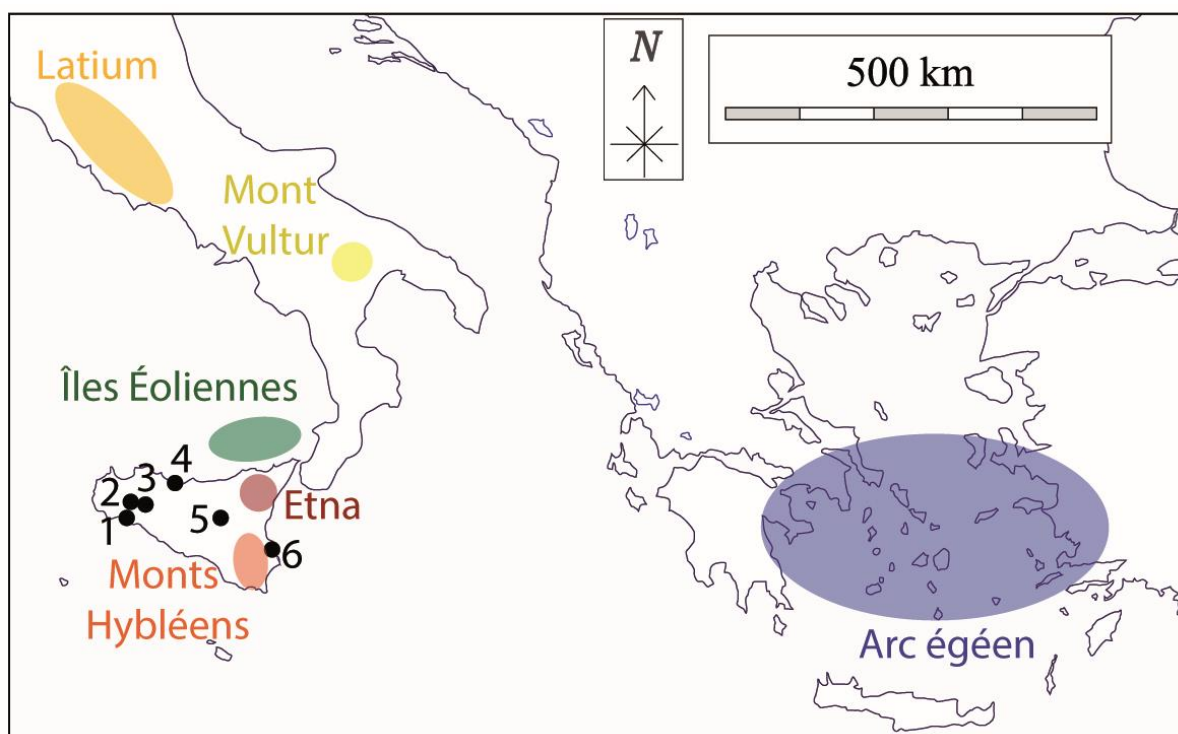 Latium
N
500 km
Mont
Vultur
Îles Éoliennes
4
3
2
1
5
Etna
6
Monts
Hybléens
Arc égéen